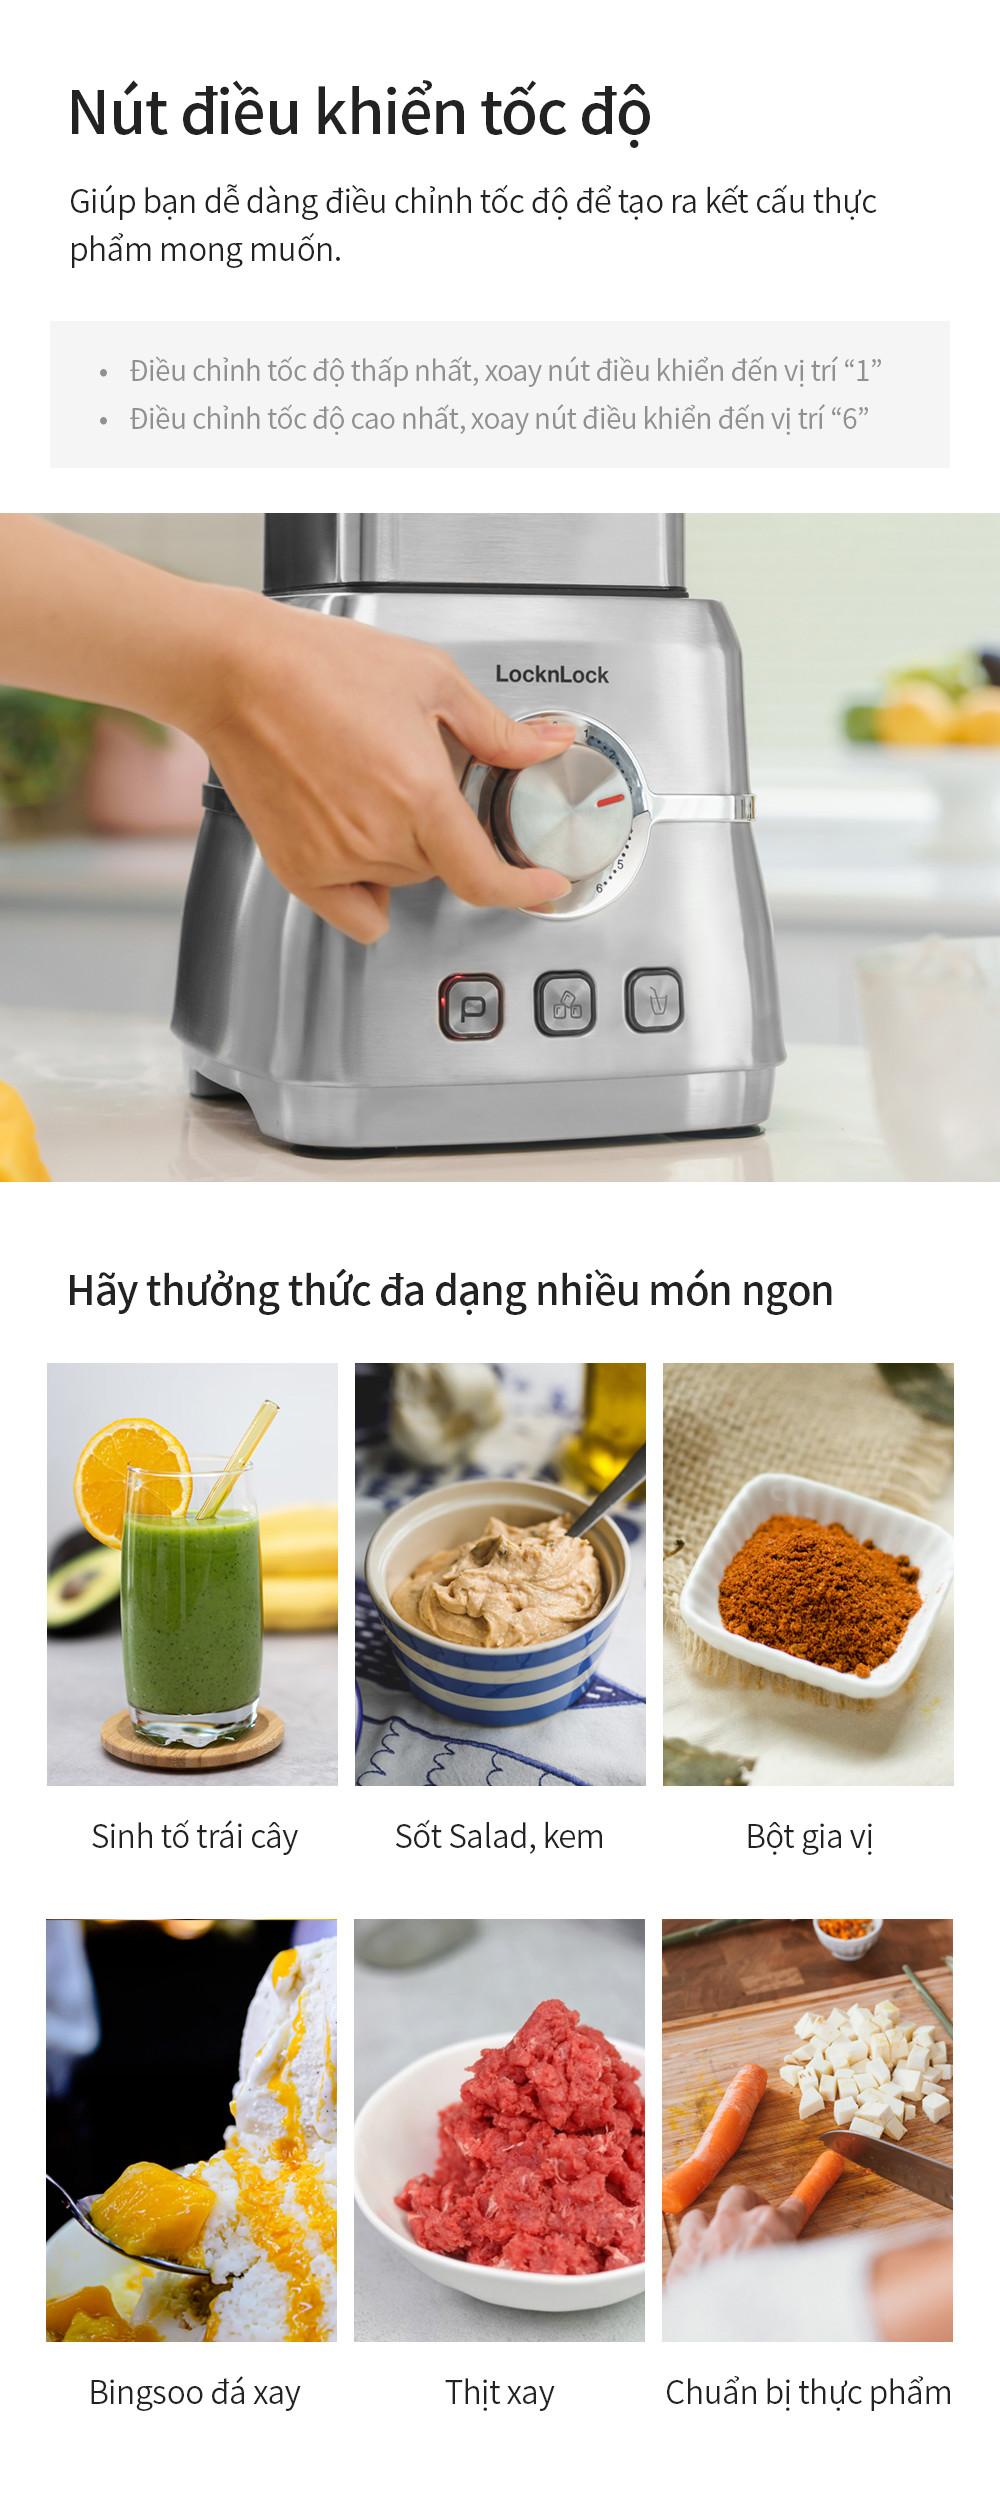 Nút điều khiển tốc độ
Giúp bạn dễ dàng điều chỉnh tốc độ để tạo ra kết cấu thực
phẩm mong muốn.
• Điều chỉnh tốc độ thấp nhất, xoay nút điều khiển đến vị trí “1”
• Điều chỉnh tốc độ cao nhất, xoay nút điều khiển đến vị trí “6”
LocknLock
1
2
5
6
P
Hãy thưởng thức đa dạng nhiều món ngon
Sinh tố trái cây
Sốt Salad, kem
Bột gia vị
Bingsoo đá xay
Thịt xay
Chuẩn bị thực phẩm